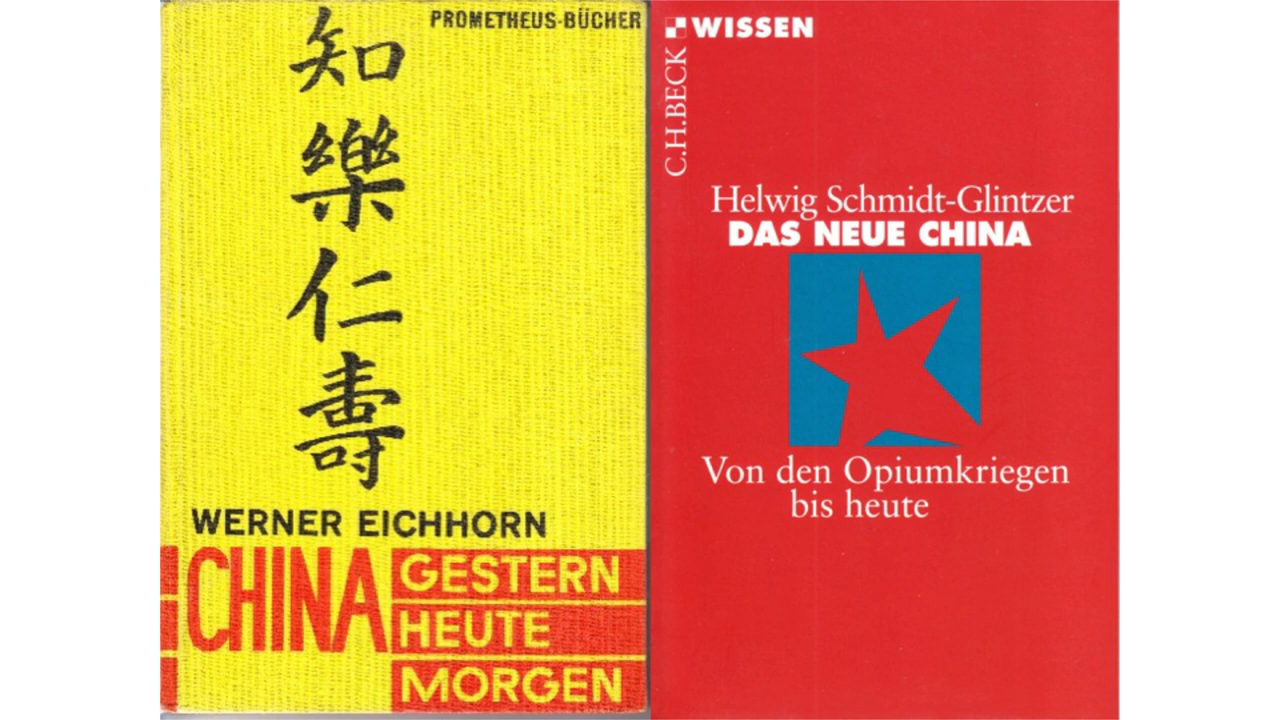 PROMETHEUS-BÜCHER
知
樂
仁
壽
WERNER EICHHORN
CHINA
GESTERN
HEUTE
MORGEN
WISSEN
C.H.BECK
Helwig Schmidt-Glintzer
DAS NEUE CHINA
Von den Opiumkriegen
bis heute